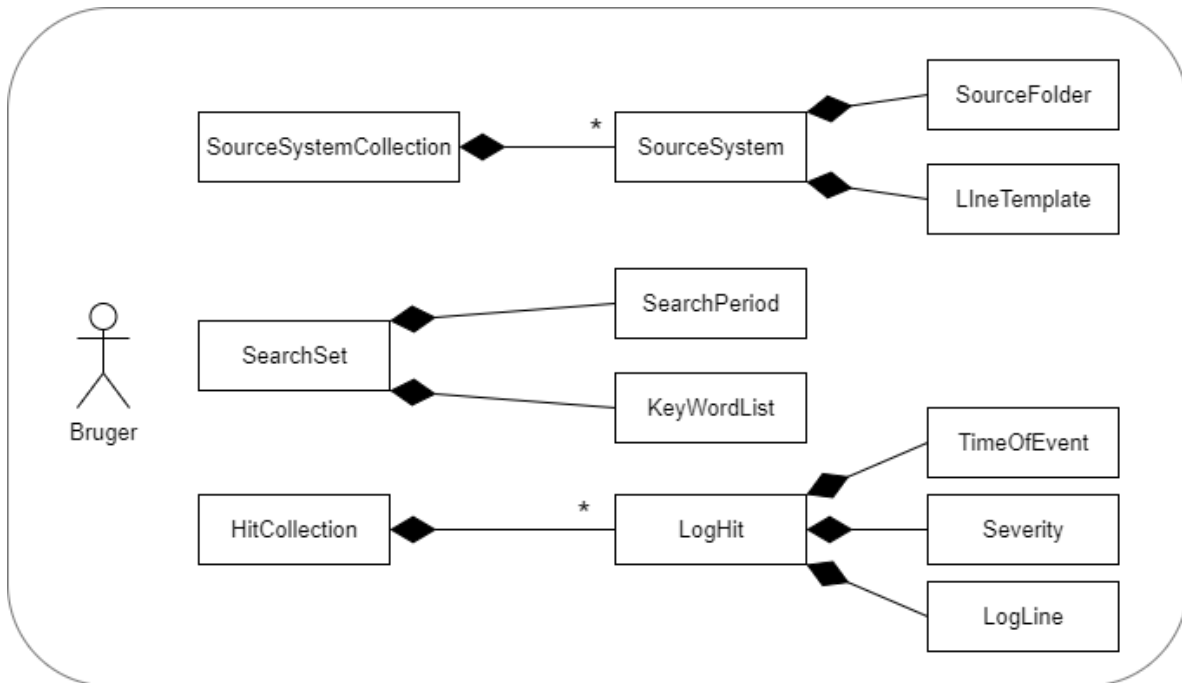 SourceFolder
SourceSystemCollection
*
SourceSystem
LIneTemplate
SearchPeriod
SearchSet
KeyWordList
Bruger
TimeOfEvent
HitCollection
*
LogHit
Severity
LogLine